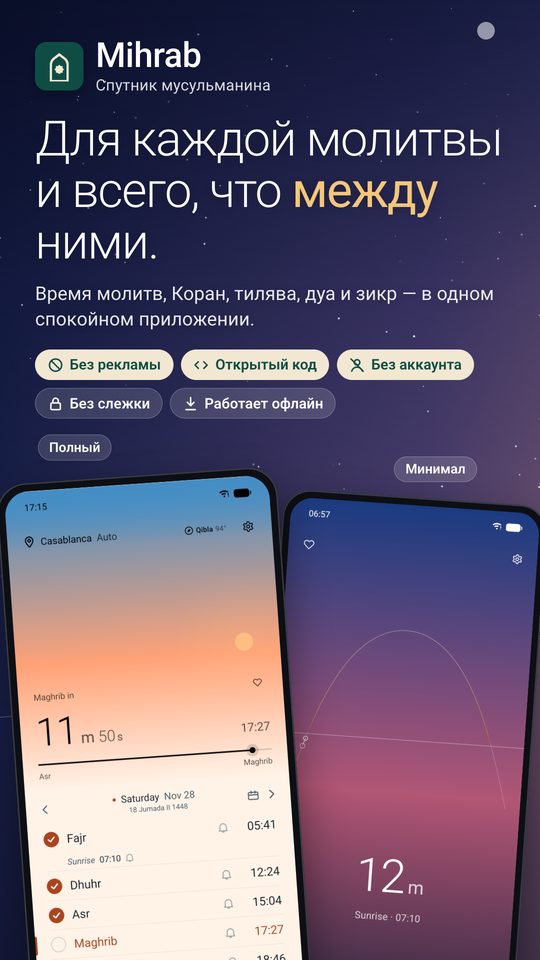 Mihrab
Спутник мусульманина
Для каждой молитвы
и всего, что между
ними.
Время молитв, Коран, тилява, дуа и зикр — в одном
спокойном приложении.
Без рекламы
Открытый код
Без аккаунта
Без слежки
Работает офлайн
Полный
Минимал
17:15
Casablanca Auto
Qibla 94°
Maghrib in
11 m 50 s
17:27
Asr
Maghrib
Saturday Nov 28
18 Jumada II 1448
Fajr 05:41
Sunrise 07:10
Dhuhr 12:24
Asr 15:04
Maghrib 17:27
18:46
06:57
12 m
Sunrise · 07:10